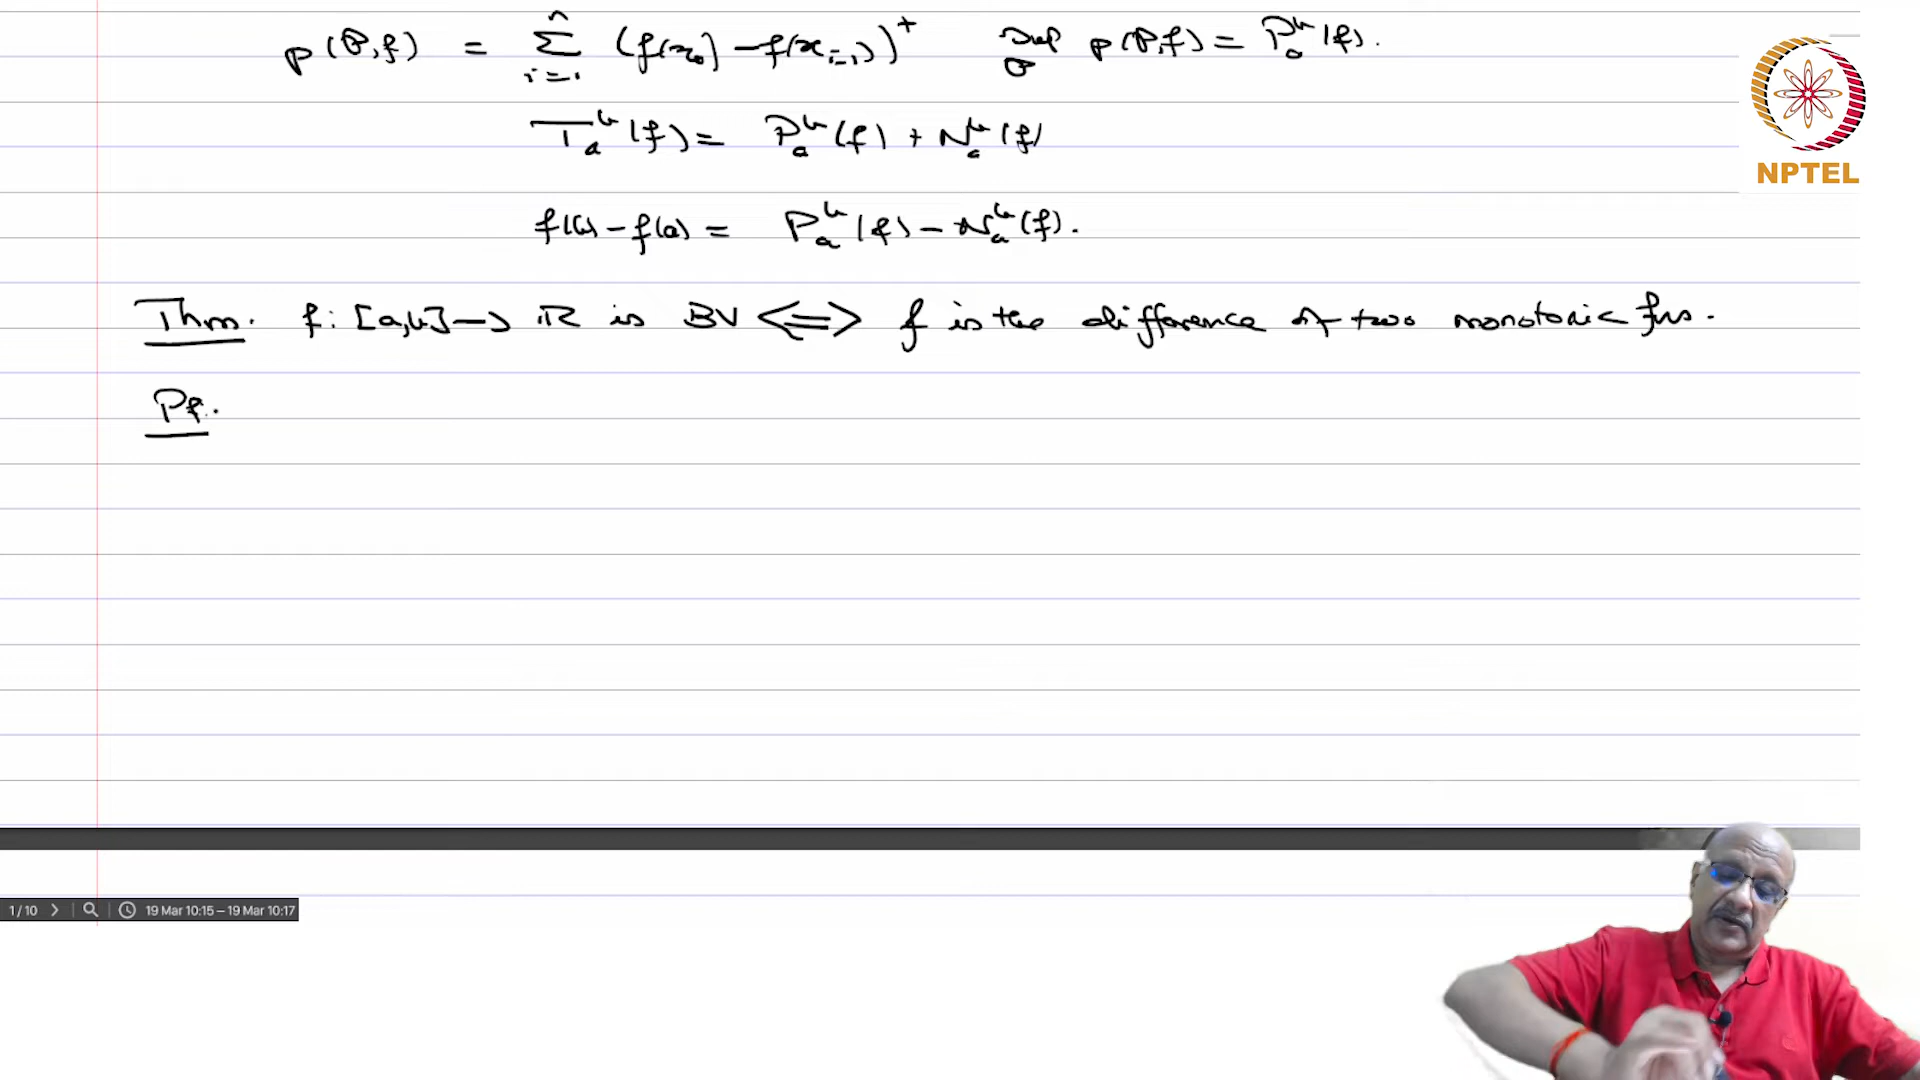 p(P,f) = Σ_{i=1}^{n} (f(x_i) - f(x_{i-1}))^+ Sup_P p(P,f) = P_a^b(f).
NPTEL
T_a^b(f) = P_a^b(f) + N_a^b(f)
f(b) - f(a) = P_a^b(f) - N_a^b(f).
Thm. f: [a,b] → ℝ is BV ⟺ f is the difference of two monotonic fns.
Pf.
1 / 10 19 Mar 10:15 – 19 Mar 10:17